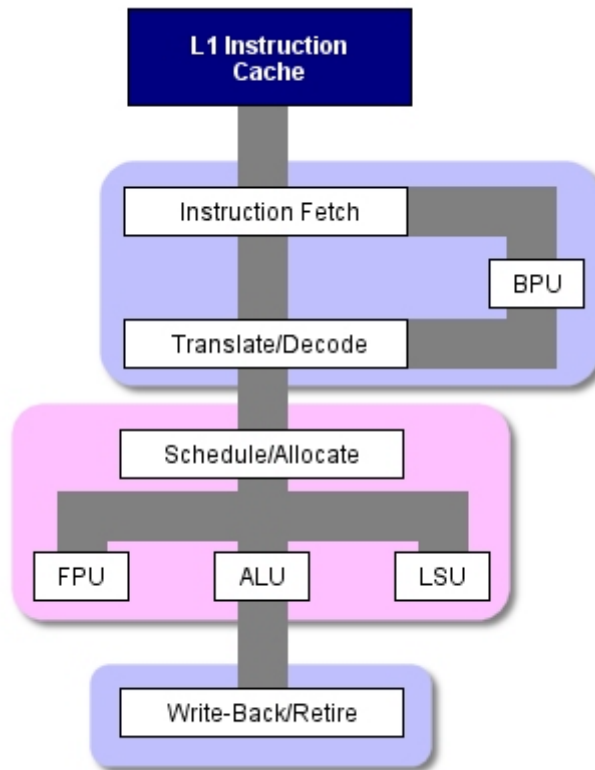 L1 Instruction
Cache
Instruction Fetch
BPU
Translate/Decode
Schedule/Allocate
FPU
ALU
LSU
Write-Back/Retire